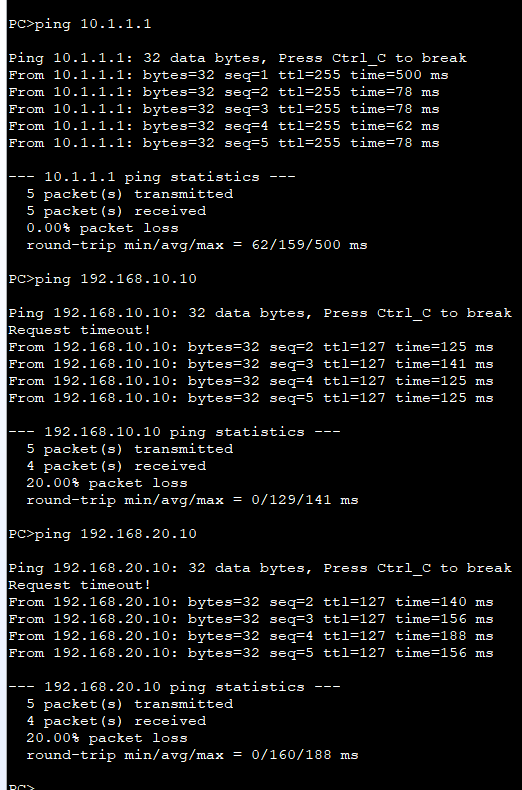 PC>ping 10.1.1.1
Ping 10.1.1.1: 32 data bytes, Press Ctrl_C to break
From 10.1.1.1: bytes=32 seq=1 ttl=255 time=500 ms
From 10.1.1.1: bytes=32 seq=2 ttl=255 time=78 ms
From 10.1.1.1: bytes=32 seq=3 ttl=255 time=78 ms
From 10.1.1.1: bytes=32 seq=4 ttl=255 time=62 ms
From 10.1.1.1: bytes=32 seq=5 ttl=255 time=78 ms
--- 10.1.1.1 ping statistics ---
5 packet(s) transmitted
5 packet(s) received
0.00% packet loss
round-trip min/avg/max = 62/159/500 ms
PC>ping 192.168.10.10
Ping 192.168.10.10: 32 data bytes, Press Ctrl_C to break
Request timeout!
From 192.168.10.10: bytes=32 seq=2 ttl=127 time=125 ms
From 192.168.10.10: bytes=32 seq=3 ttl=127 time=141 ms
From 192.168.10.10: bytes=32 seq=4 ttl=127 time=125 ms
From 192.168.10.10: bytes=32 seq=5 ttl=127 time=125 ms
--- 192.168.10.10 ping statistics ---
5 packet(s) transmitted
4 packet(s) received
20.00% packet loss
round-trip min/avg/max = 0/129/141 ms
PC>ping 192.168.20.10
Ping 192.168.20.10: 32 data bytes, Press Ctrl_C to break
Request timeout!
From 192.168.20.10: bytes=32 seq=2 ttl=127 time=140 ms
From 192.168.20.10: bytes=32 seq=3 ttl=127 time=156 ms
From 192.168.20.10: bytes=32 seq=4 ttl=127 time=188 ms
From 192.168.20.10: bytes=32 seq=5 ttl=127 time=156 ms
--- 192.168.20.10 ping statistics ---
5 packet(s) transmitted
4 packet(s) received
20.00% packet loss
round-trip min/avg/max = 0/160/188 ms
PC>